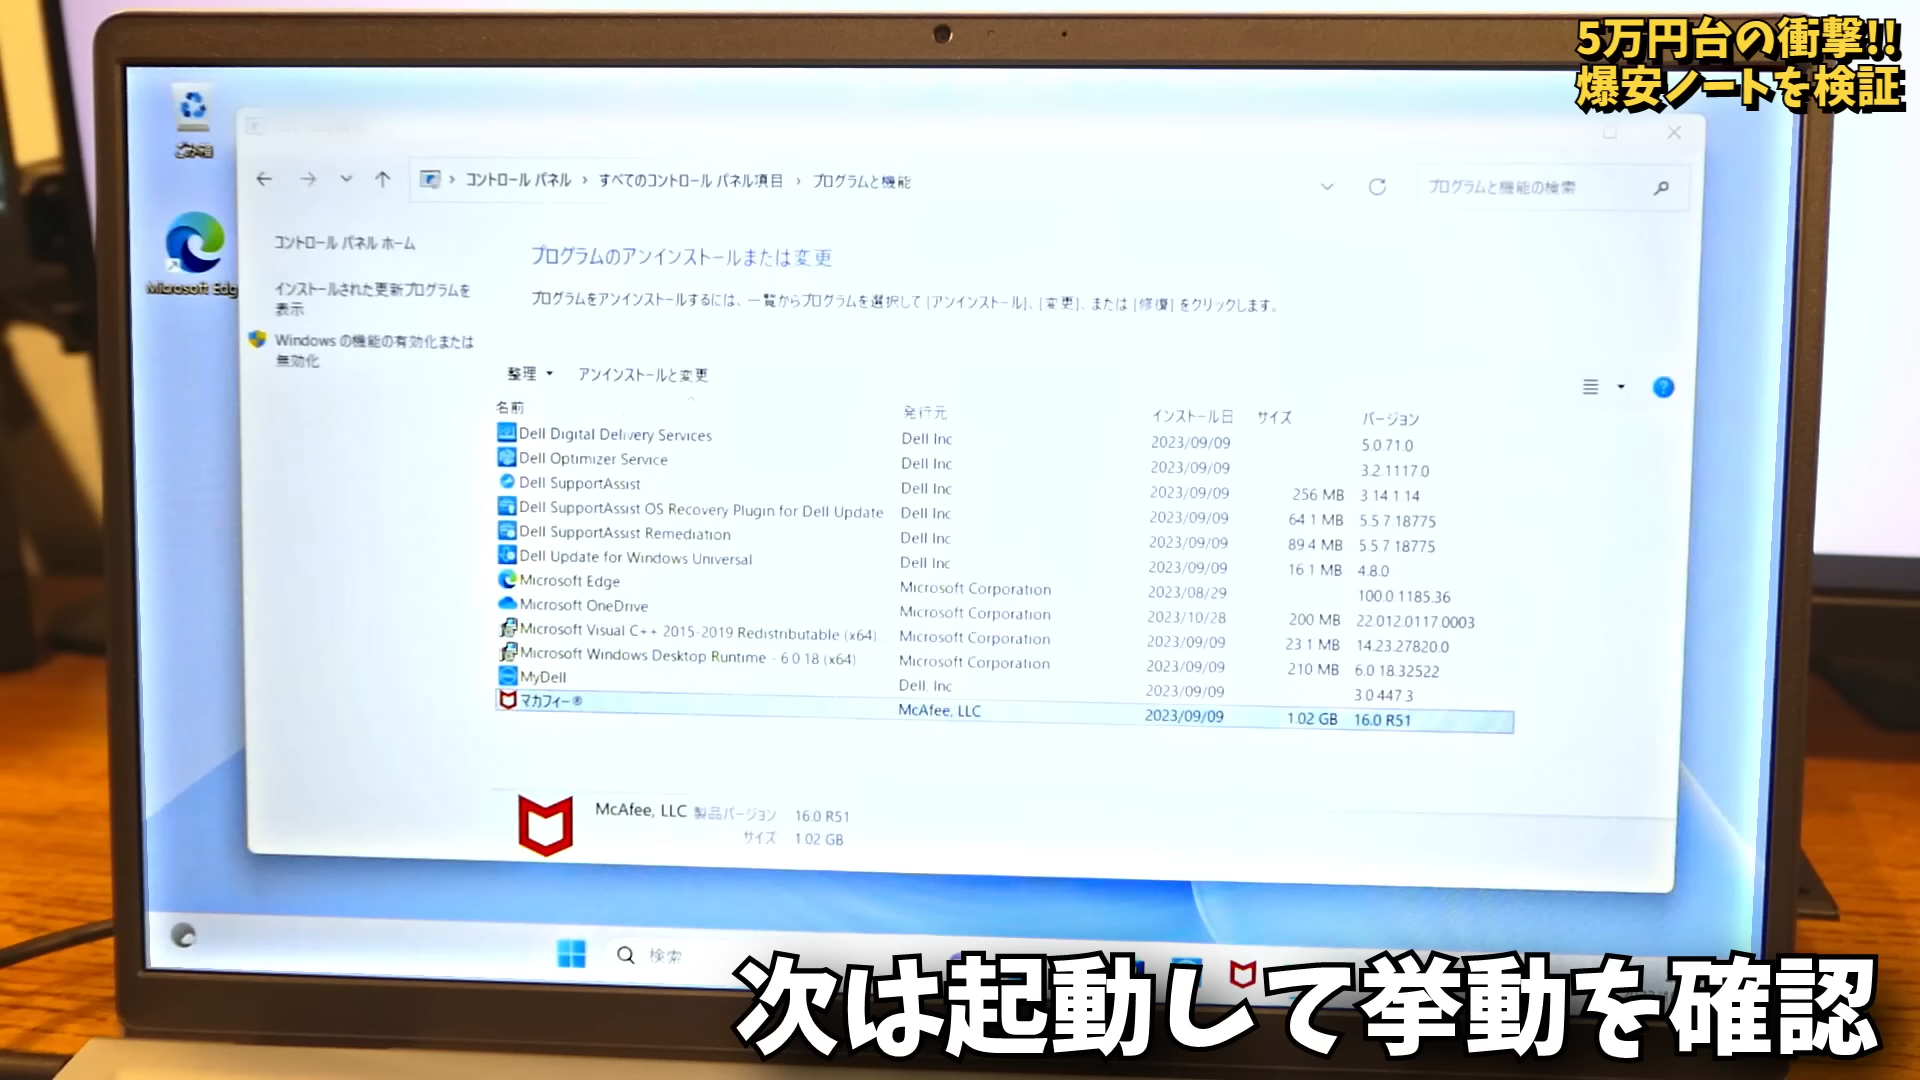 5万円台の衝撃!!
爆安ノートを検証
ごみ箱
Microsoft Edg
コントロール パネル › すべてのコントロール パネル項目 › プログラムと機能
プログラムと機能の検索
コントロール パネル ホーム
インストールされた更新プログラムを
表示
Windows の機能の有効化または
無効化
プログラムのアンインストールまたは変更
プログラムをアンインストールするには、一覧からプログラムを選択して [アンインストール]、[変更]、または [修復] をクリックします。
整理 アンインストールと変更
名前 発行元 インストール日 サイズ バージョン
Dell Digital Delivery Services Dell Inc 2023/09/09 5.0.71.0
Dell Optimizer Service Dell Inc 2023/09/09 3.2.1117.0
Dell SupportAssist Dell Inc 2023/09/09 256 MB 3.14.1.14
Dell SupportAssist OS Recovery Plugin for Dell Update Dell Inc 2023/09/09 64.1 MB 5.5.7.18775
Dell SupportAssist Remediation Dell Inc 2023/09/09 89.4 MB 5.5.7.18775
Dell Update for Windows Universal Dell Inc 2023/09/09 16.1 MB 4.8.0
Microsoft Edge Microsoft Corporation 2023/08/29 100.0.1185.36
Microsoft OneDrive Microsoft Corporation 2023/10/28 200 MB 22.012.0117.0003
Microsoft Visual C++ 2015-2019 Redistributable (x64) Microsoft Corporation 2023/09/09 23.1 MB 14.23.27820.0
Microsoft Windows Desktop Runtime - 6.0.18 (x64) Microsoft Corporation 2023/09/09 210 MB 6.0.18.32522
MyDell Dell, Inc 2023/09/09 3.0.447.3
マカフィー® McAfee, LLC 2023/09/09 1.02 GB 16.0 R51
McAfee, LLC 製品バージョン: 16.0 R51
サイズ: 1.02 GB
検索
次は起動して挙動を確認